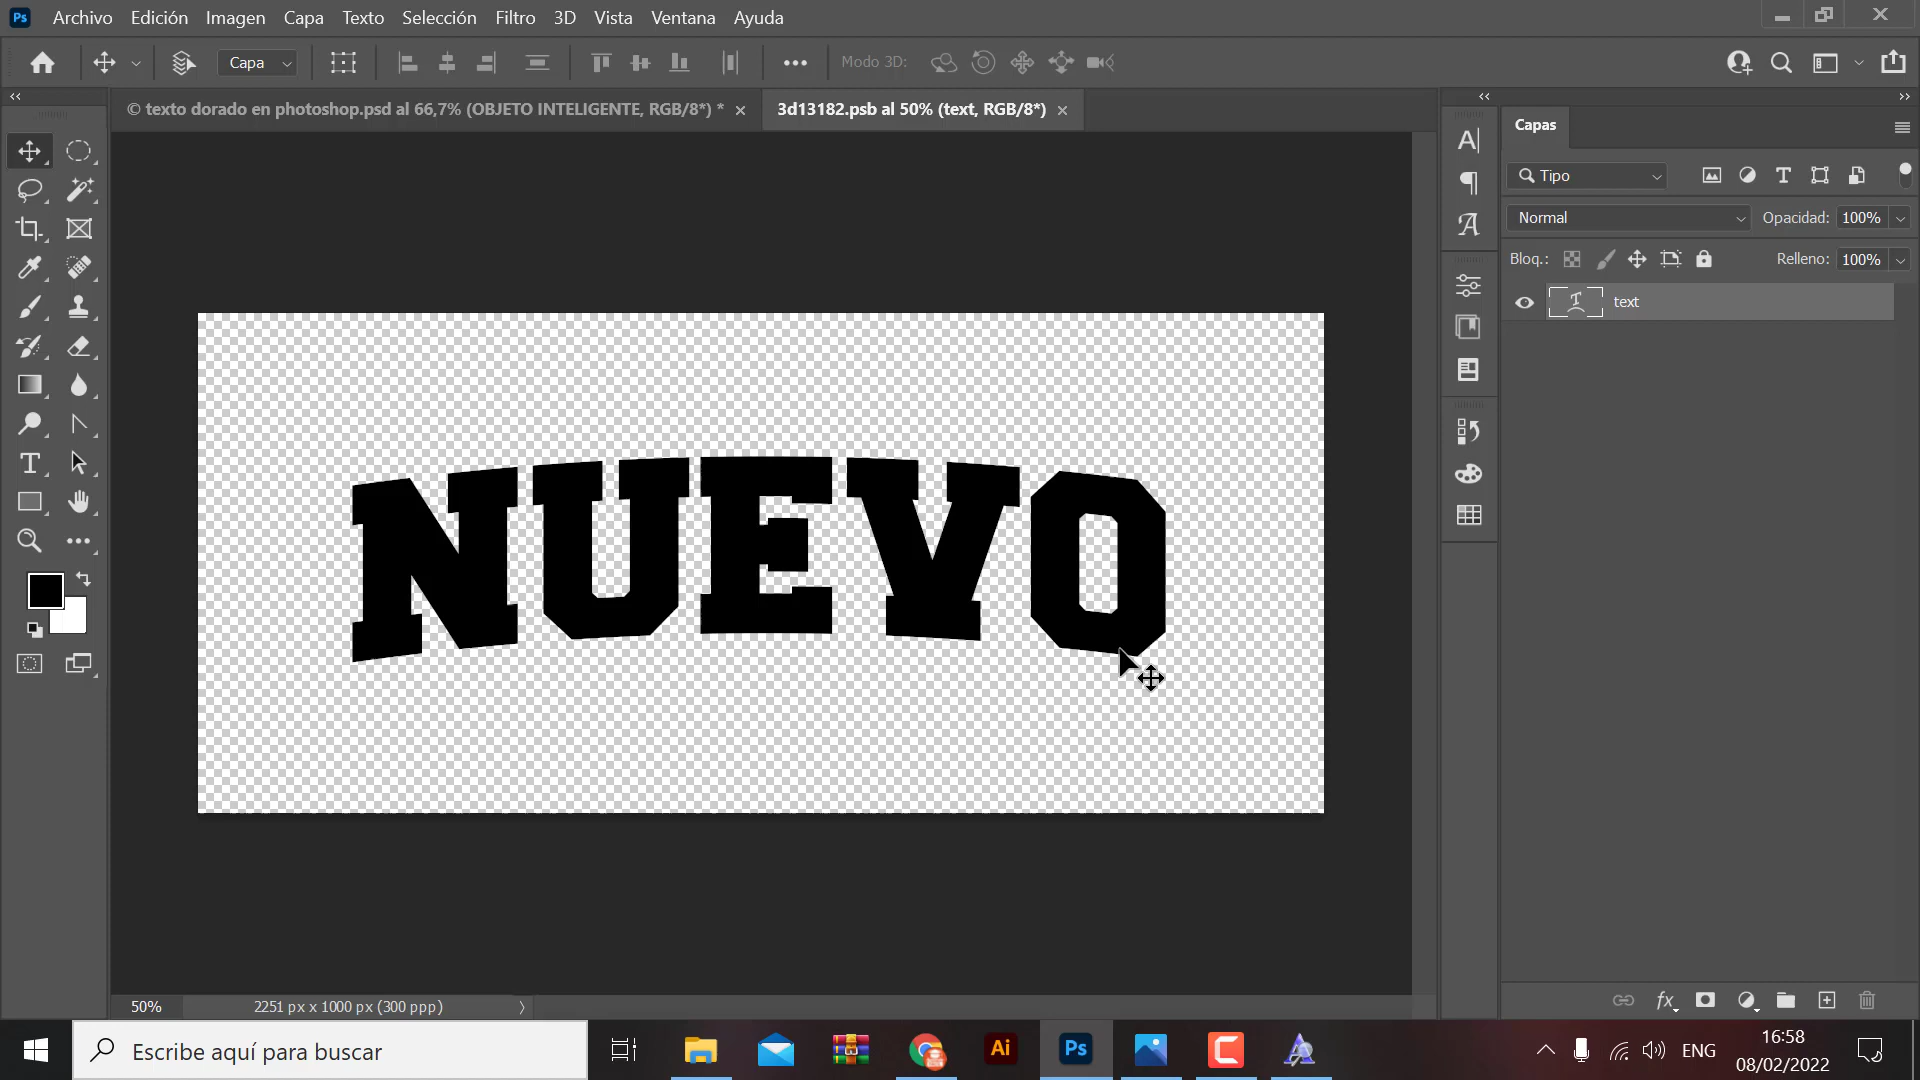 Ps Archivo Edición Imagen Capa Texto Selección Filtro 3D Vista Ventana Ayuda
Capa Modo 3D:
© texto dorado en photoshop.psd al 66,7% (OBJETO INTELIGENTE, RGB/8*) * 3d13182.psb al 50% (text, RGB/8*)
Capas
Tipo
Normal Opacidad: 100%
Bloq.: Relleno: 100%
text
NUEVO
50% 2251 px x 1000 px (300 ppp)
Escribe aquí para buscar Ai Ps ENG 16:58
08/02/2022